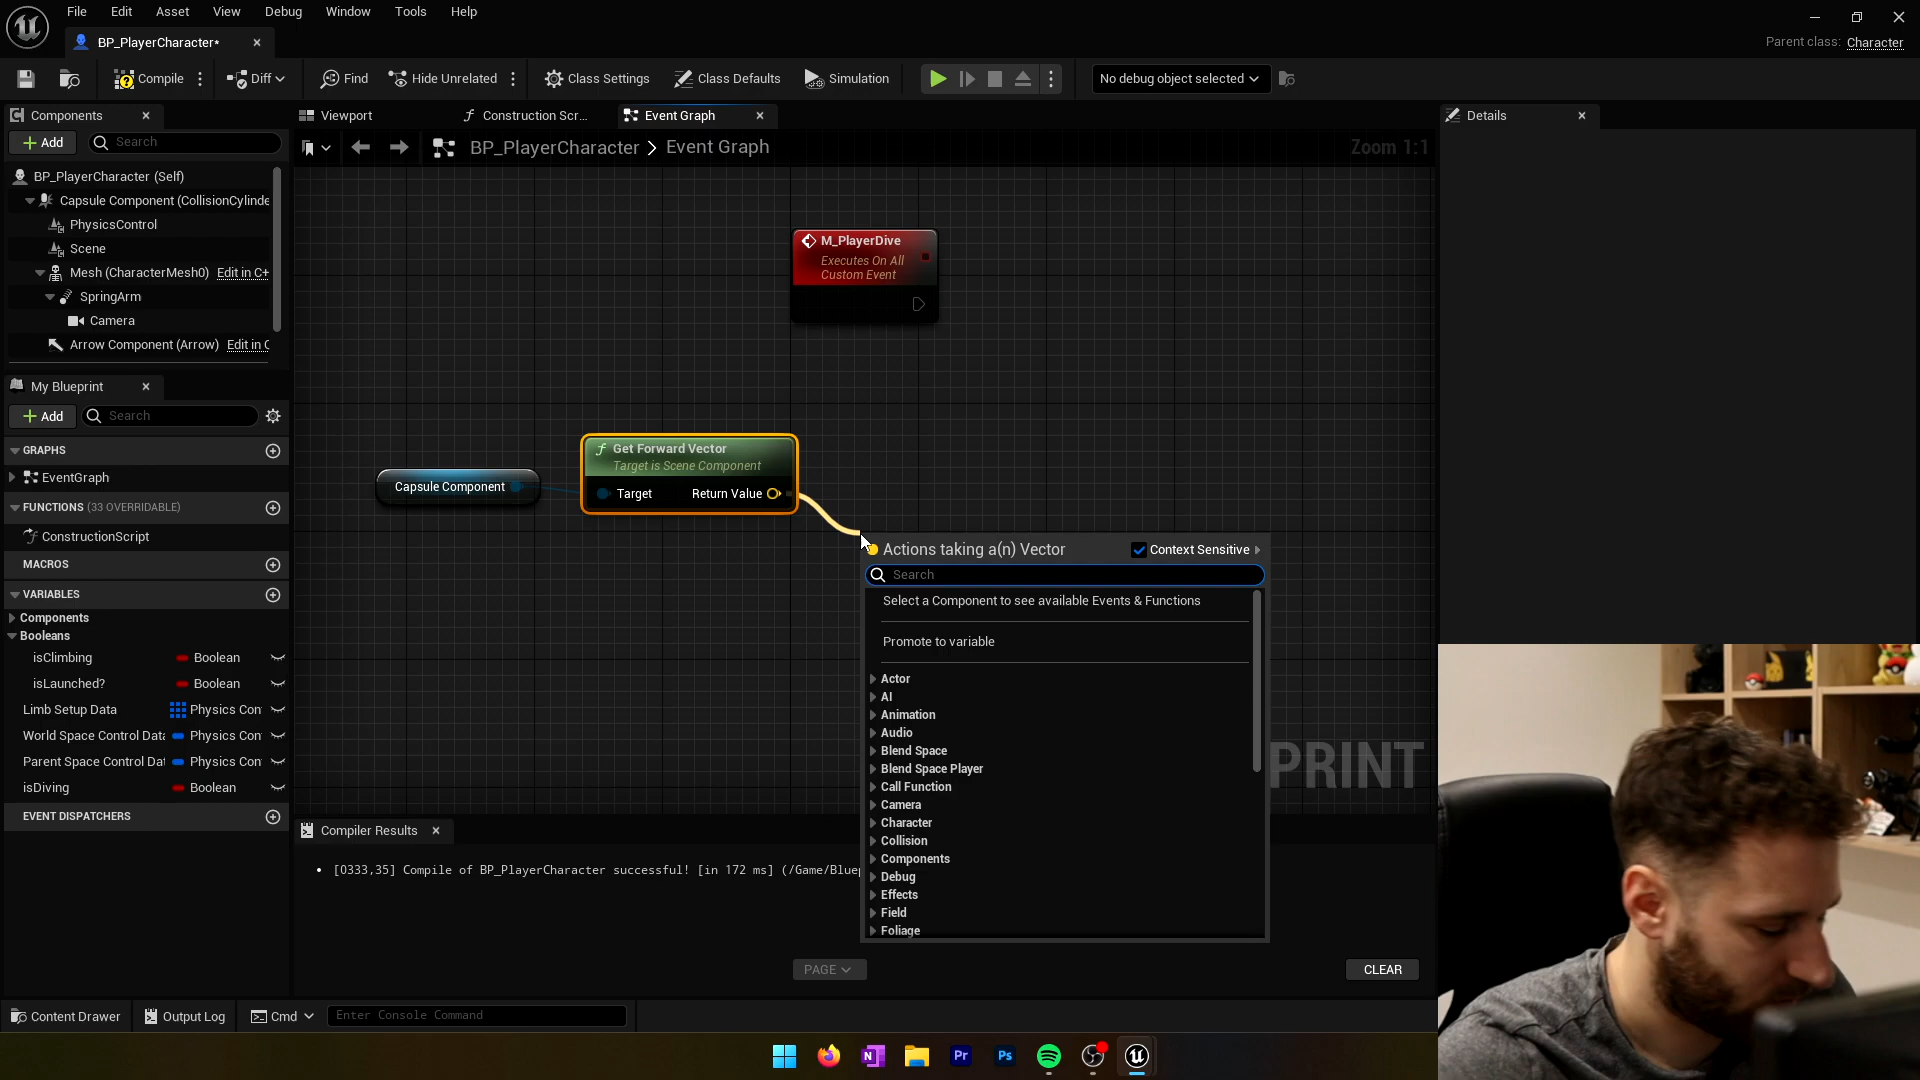 File Edit Asset View Debug Window Tools Help
BP_PlayerCharacter*
Parent class: Character
Compile Diff Find Hide Unrelated Class Settings Class Defaults Simulation No debug object selected
Components
Viewport Construction Scr... Event Graph
Details
Add Search
BP_PlayerCharacter > Event Graph
Zoom 1:1
BP_PlayerCharacter (Self)
Capsule Component (CollisionCylinde
PhysicsControl
Scene
Mesh (CharacterMesh0) Edit in C+
SpringArm
Camera
Arrow Component (Arrow) Edit in C
M_PlayerDive
Executes On All
Custom Event
My Blueprint
Add Search
GRAPHS
EventGraph
FUNCTIONS (33 OVERRIDABLE)
ConstructionScript
MACROS
VARIABLES
Components
Booleans
isClimbing Boolean
isLaunched? Boolean
Limb Setup Data Physics Con
World Space Control Data Physics Con
Parent Space Control Dat Physics Con
isDiving Boolean
EVENT DISPATCHERS
Capsule Component
Get Forward Vector
Target is Scene Component
Target Return Value
Actions taking a(n) Vector Context Sensitive
Search
Select a Component to see available Events & Functions
Promote to variable
Actor
AI
Animation
Audio
Blend Space
Blend Space Player
Call Function
Camera
Character
Collision
Components
Debug
Effects
Field
Foliage
PRINT
Compiler Results
[0333,35] Compile of BP_PlayerCharacter successful! [in 172 ms] (/Game/Bluep
PAGE CLEAR
Content Drawer Output Log Cmd Enter Console Command
N Pr Ps